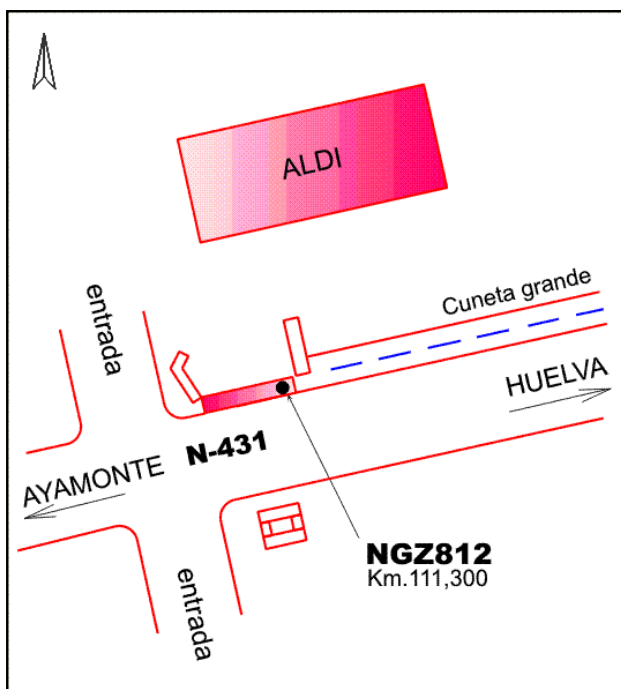 ALDI
entrada
Cuneta grande
HUELVA
N-431
AYAMONTE
NGZ812
Km.111,300
entrada